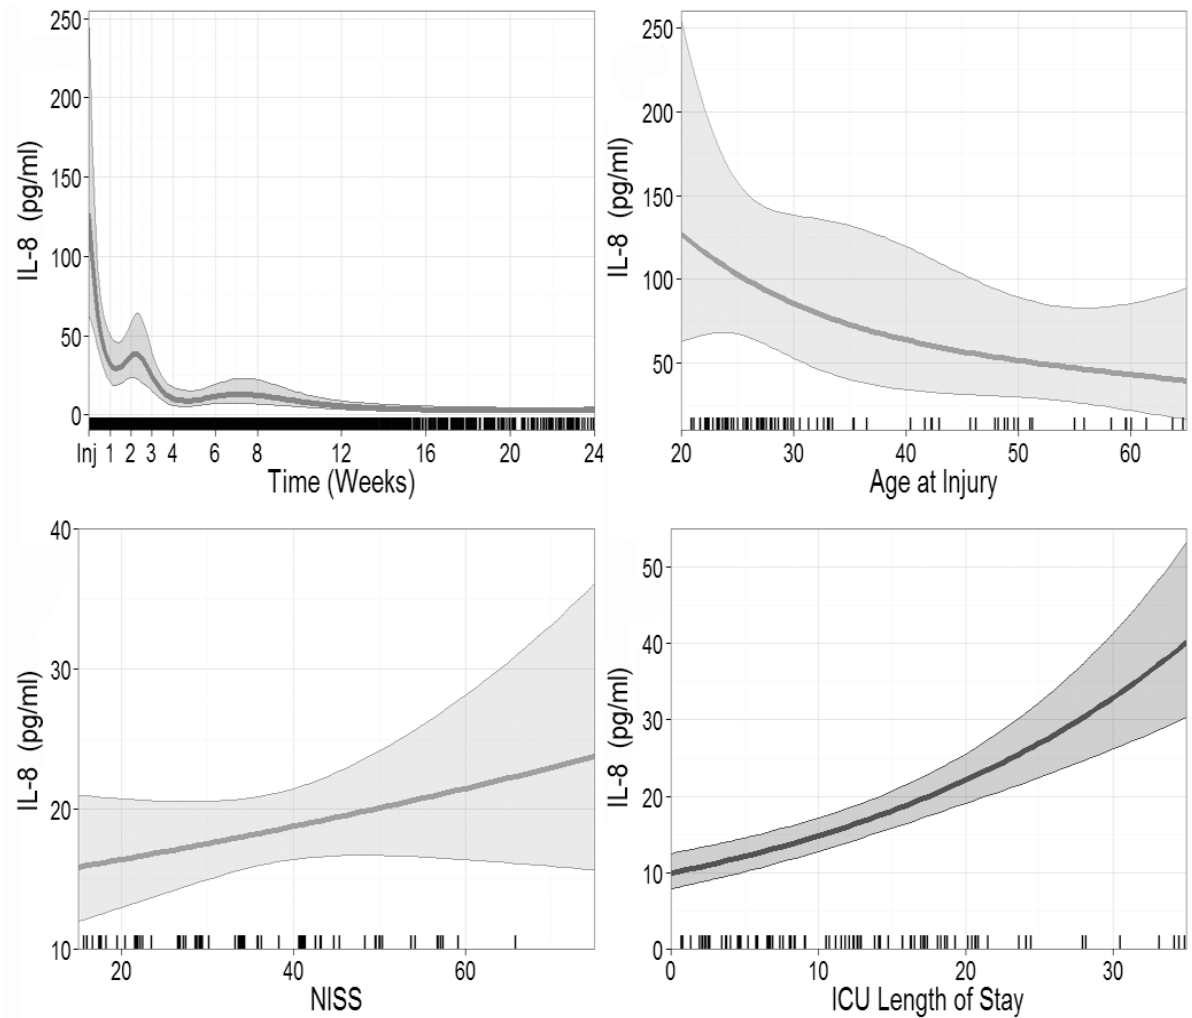 250
200
150
100
50
0
IL-8 (pg/ml)
Inj 1 2 3 4 6 8 12 16 20 24
Time (Weeks)
250
200
150
100
50
IL-8 (pg/ml)
20 30 40 50 60
Age at Injury
40
30
20
10
IL-8 (pg/ml)
20 40 60
NISS
50
40
30
20
10
0
IL-8 (pg/ml)
0 10 20 30
ICU Length of Stay